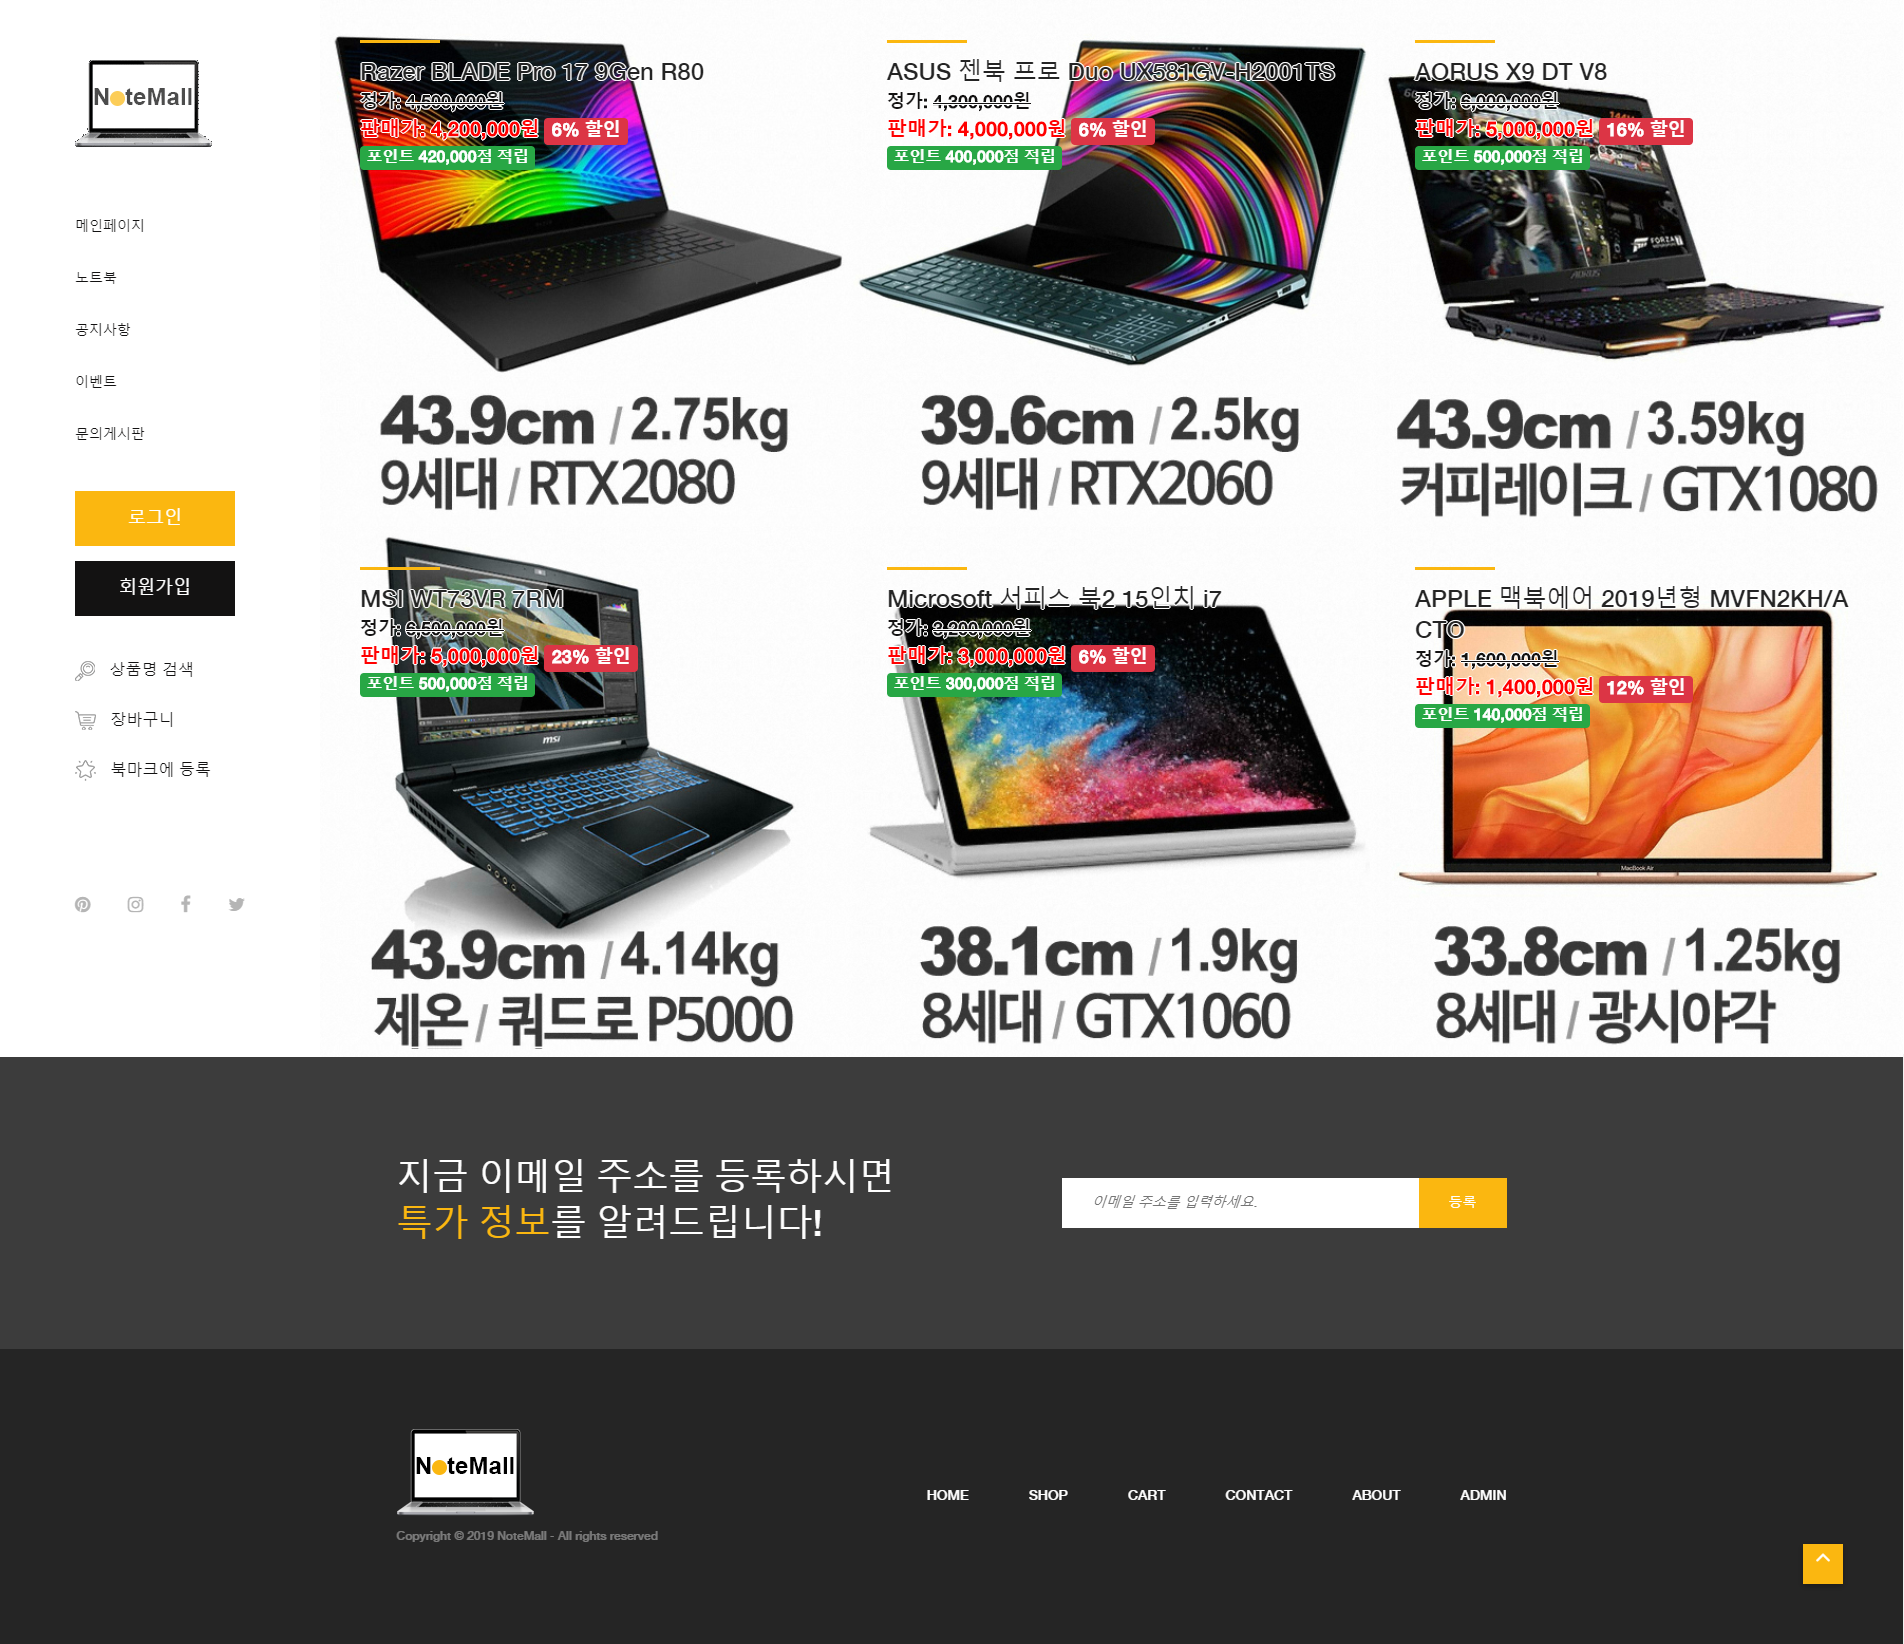 NoteMall
메인페이지
노트북
공지사항
이벤트
문의게시판
로그인
회원가입
상품명 검색
장바구니
북마크에 등록
Razer BLADE Pro 17 9Gen R80
정가: 4,500,000원
판매가: 4,200,000원 6% 할인
포인트 420,000점 적립
43.9cm / 2.75kg
9세대 / RTX2080
ASUS 젠북 프로 Duo UX581GV-H2001TS
정가: 4,300,000원
판매가: 4,000,000원 6% 할인
포인트 400,000점 적립
39.6cm / 2.5kg
9세대 / RTX2060
AORUS X9 DT V8
정가: 6,000,000원
판매가: 5,000,000원 16% 할인
포인트 500,000점 적립
FORZA
AORUS
43.9cm / 3.59kg
커피레이크 / GTX1080
MSI WT73VR 7RM
정가: 6,500,000원
판매가: 5,000,000원 23% 할인
포인트 500,000점 적립
msi
43.9cm / 4.14kg
제온 / 쿼드로 P5000
Microsoft 서피스 북2 15인치 i7
정가: 3,200,000원
판매가: 3,000,000원 6% 할인
포인트 300,000점 적립
38.1cm / 1.9kg
8세대 / GTX1060
APPLE 맥북에어 2019년형 MVFN2KH/A
CTO
정가: 1,600,000원
판매가: 1,400,000원 12% 할인
포인트 140,000점 적립
MacBook Air
33.8cm / 1.25kg
8세대 / 광시야각
지금 이메일 주소를 등록하시면
특가 정보를 알려드립니다!
이메일 주소를 입력하세요.
등록
NoteMall
Copyright © 2019 NoteMall - All rights reserved
HOME
SHOP
CART
CONTACT
ABOUT
ADMIN